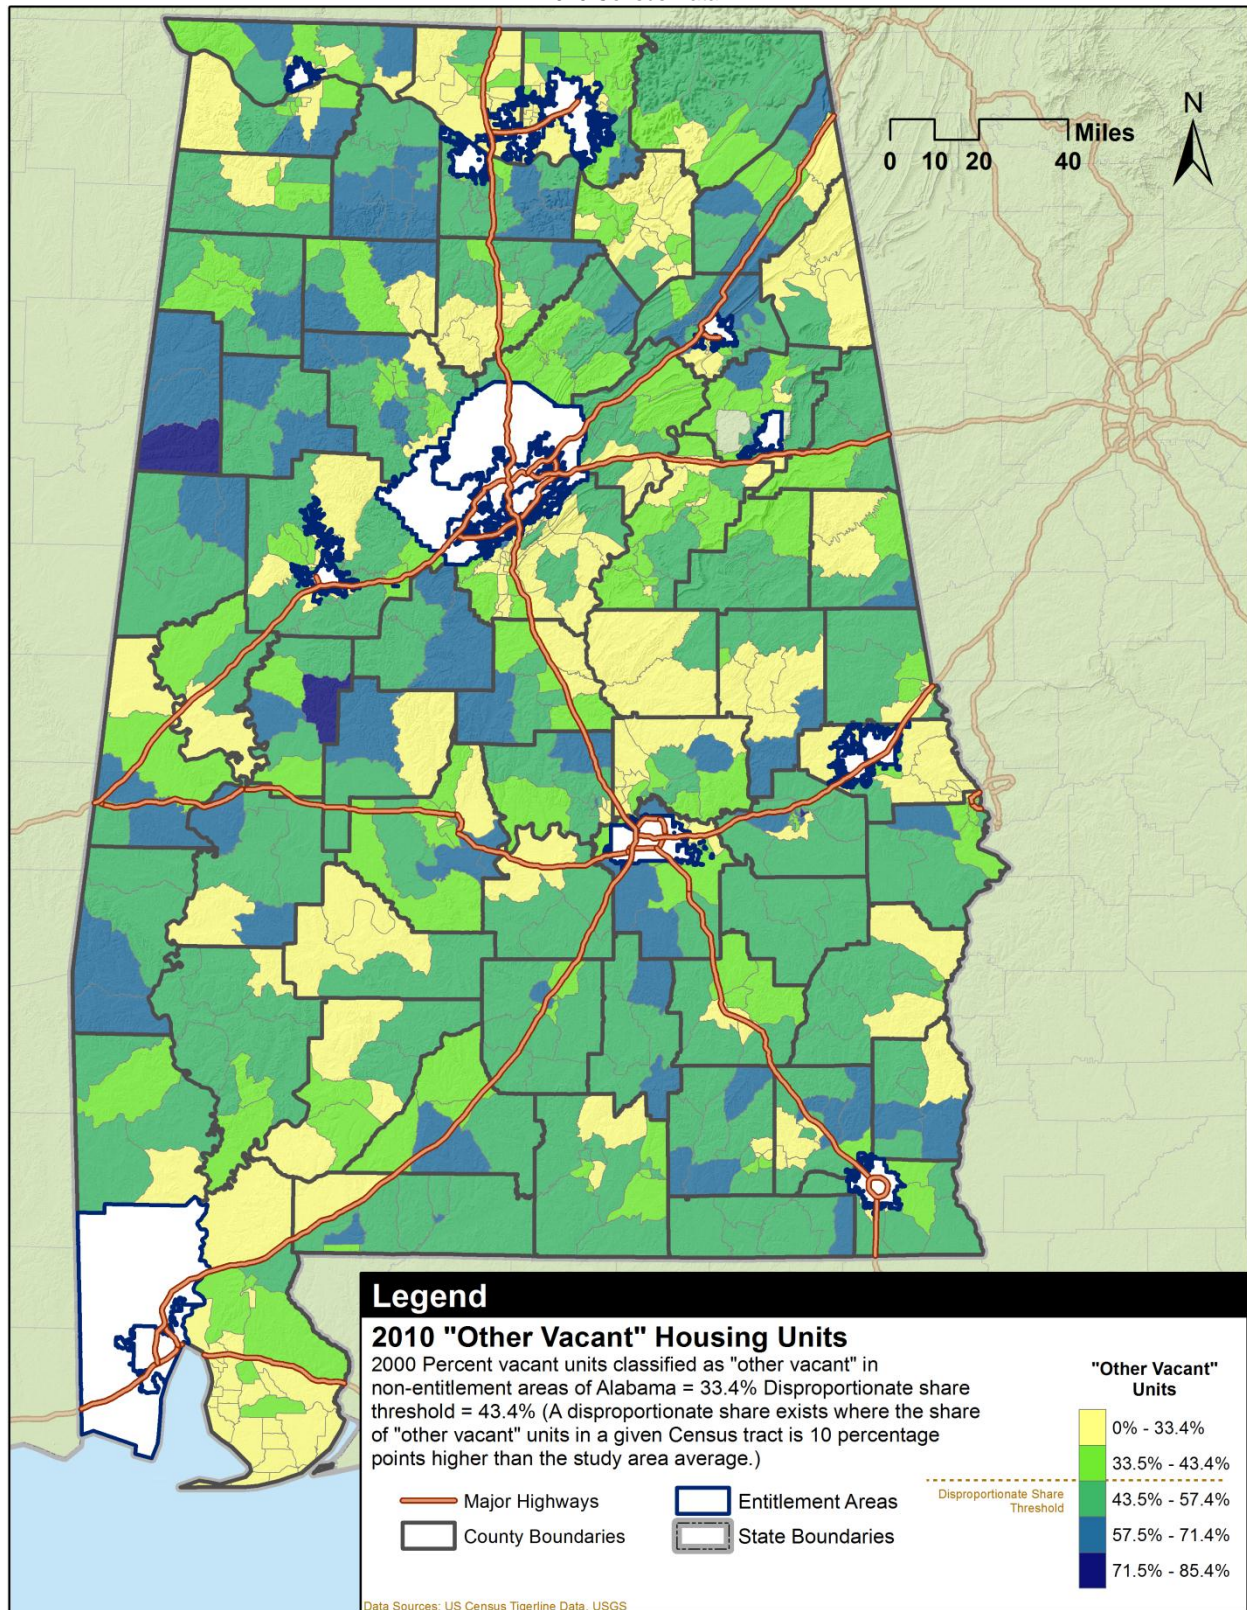 N
Miles
0 10 20 40
Legend
2010 "Other Vacant" Housing Units
2000 Percent vacant units classified as "other vacant" in
non-entitlement areas of Alabama = 33.4% Disproportionate share
threshold = 43.4% (A disproportionate share exists where the share
of "other vacant" units in a given Census tract is 10 percentage
points higher than the study area average.)
Major Highways
Entitlement Areas
County Boundaries
State Boundaries
"Other Vacant"
Units
0% - 33.4%
33.5% - 43.4%
Disproportionate Share
Threshold
43.5% - 57.4%
57.5% - 71.4%
71.5% - 85.4%
Data Sources: US Census Tigerline Data, USGS